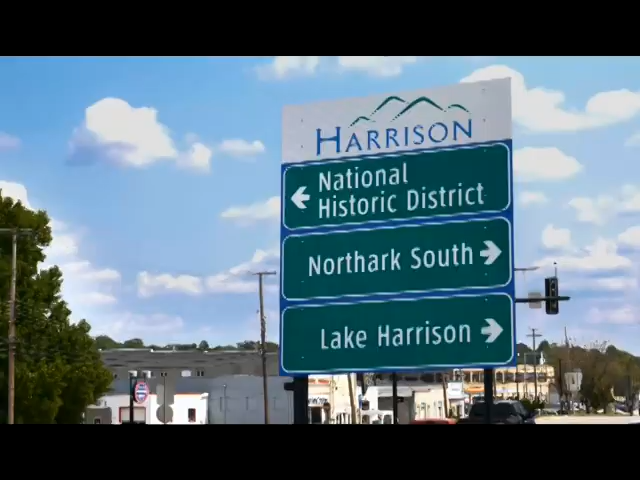 HARRISON
National
Historic District
Northark South
Lake Harrison